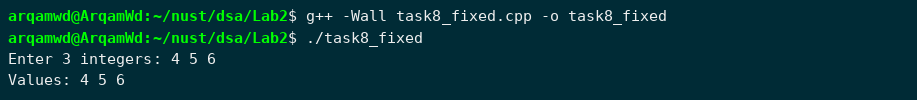 arqamwd@ArqamWd:~/nust/dsa/Lab2$ g++ -Wall task8_fixed.cpp -o task8_fixed
arqamwd@ArqamWd:~/nust/dsa/Lab2$ ./task8_fixed
Enter 3 integers: 4 5 6
Values: 4 5 6